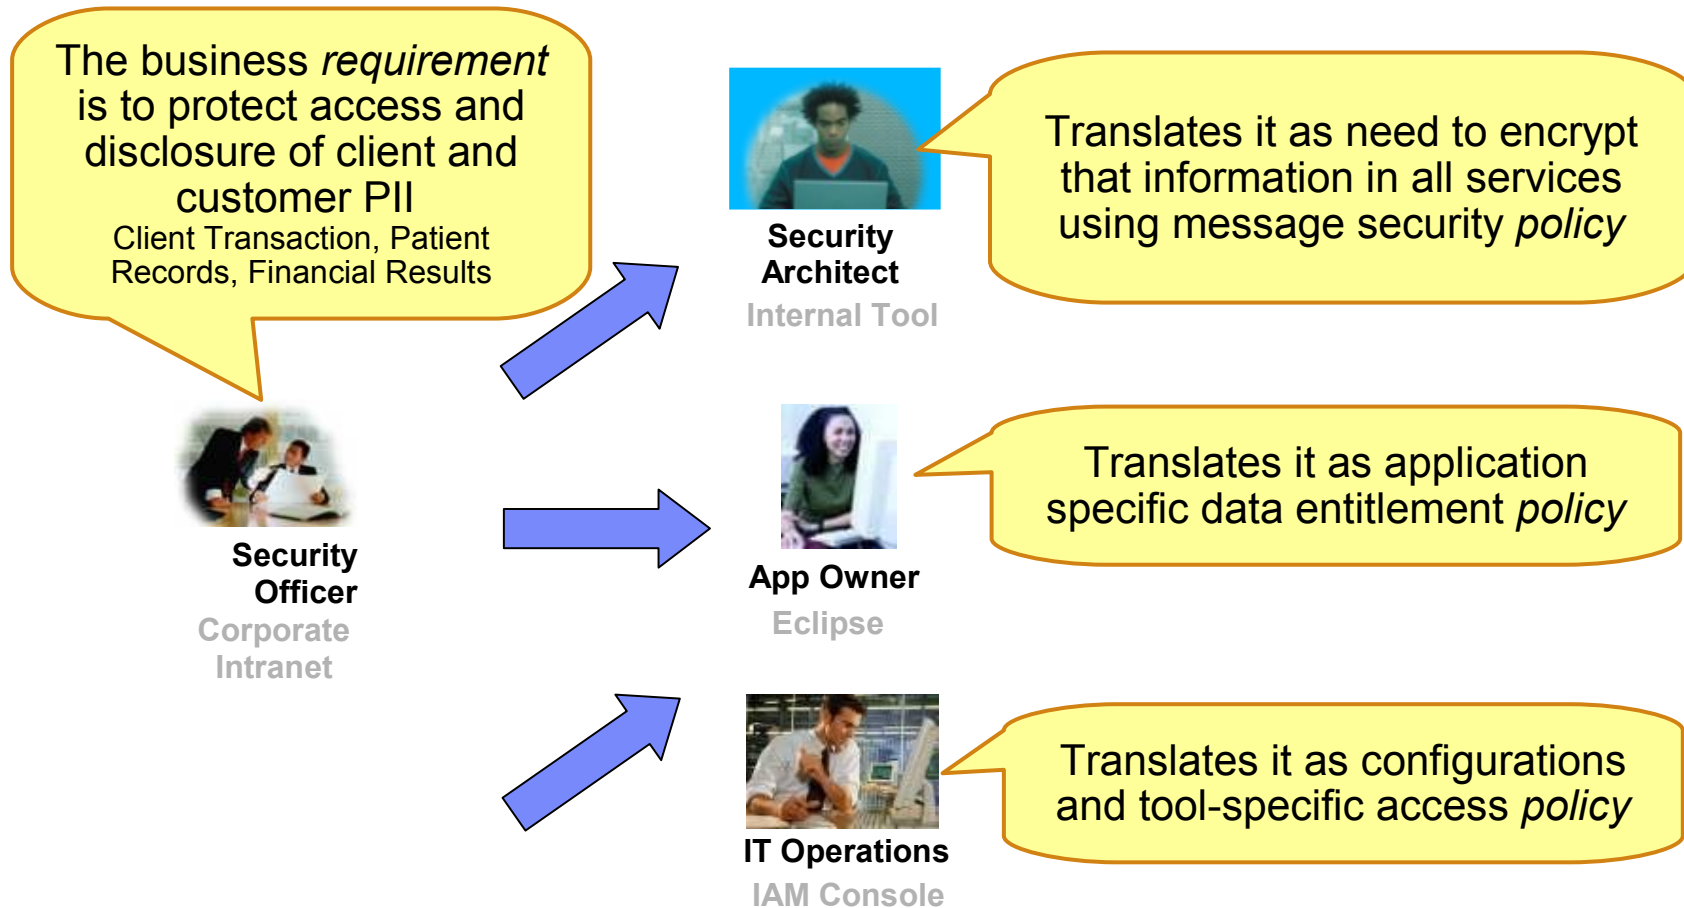 The business requirement
is to protect access and
disclosure of client and
customer PII
Client Transaction, Patient
Records, Financial Results
Security
Officer
Corporate
Intranet
Security
Architect
Internal Tool
Translates it as need to encrypt
that information in all services
using message security policy
App Owner
Eclipse
Translates it as application
specific data entitlement policy
IT Operations
IAM Console
Translates it as configurations
and tool-specific access policy